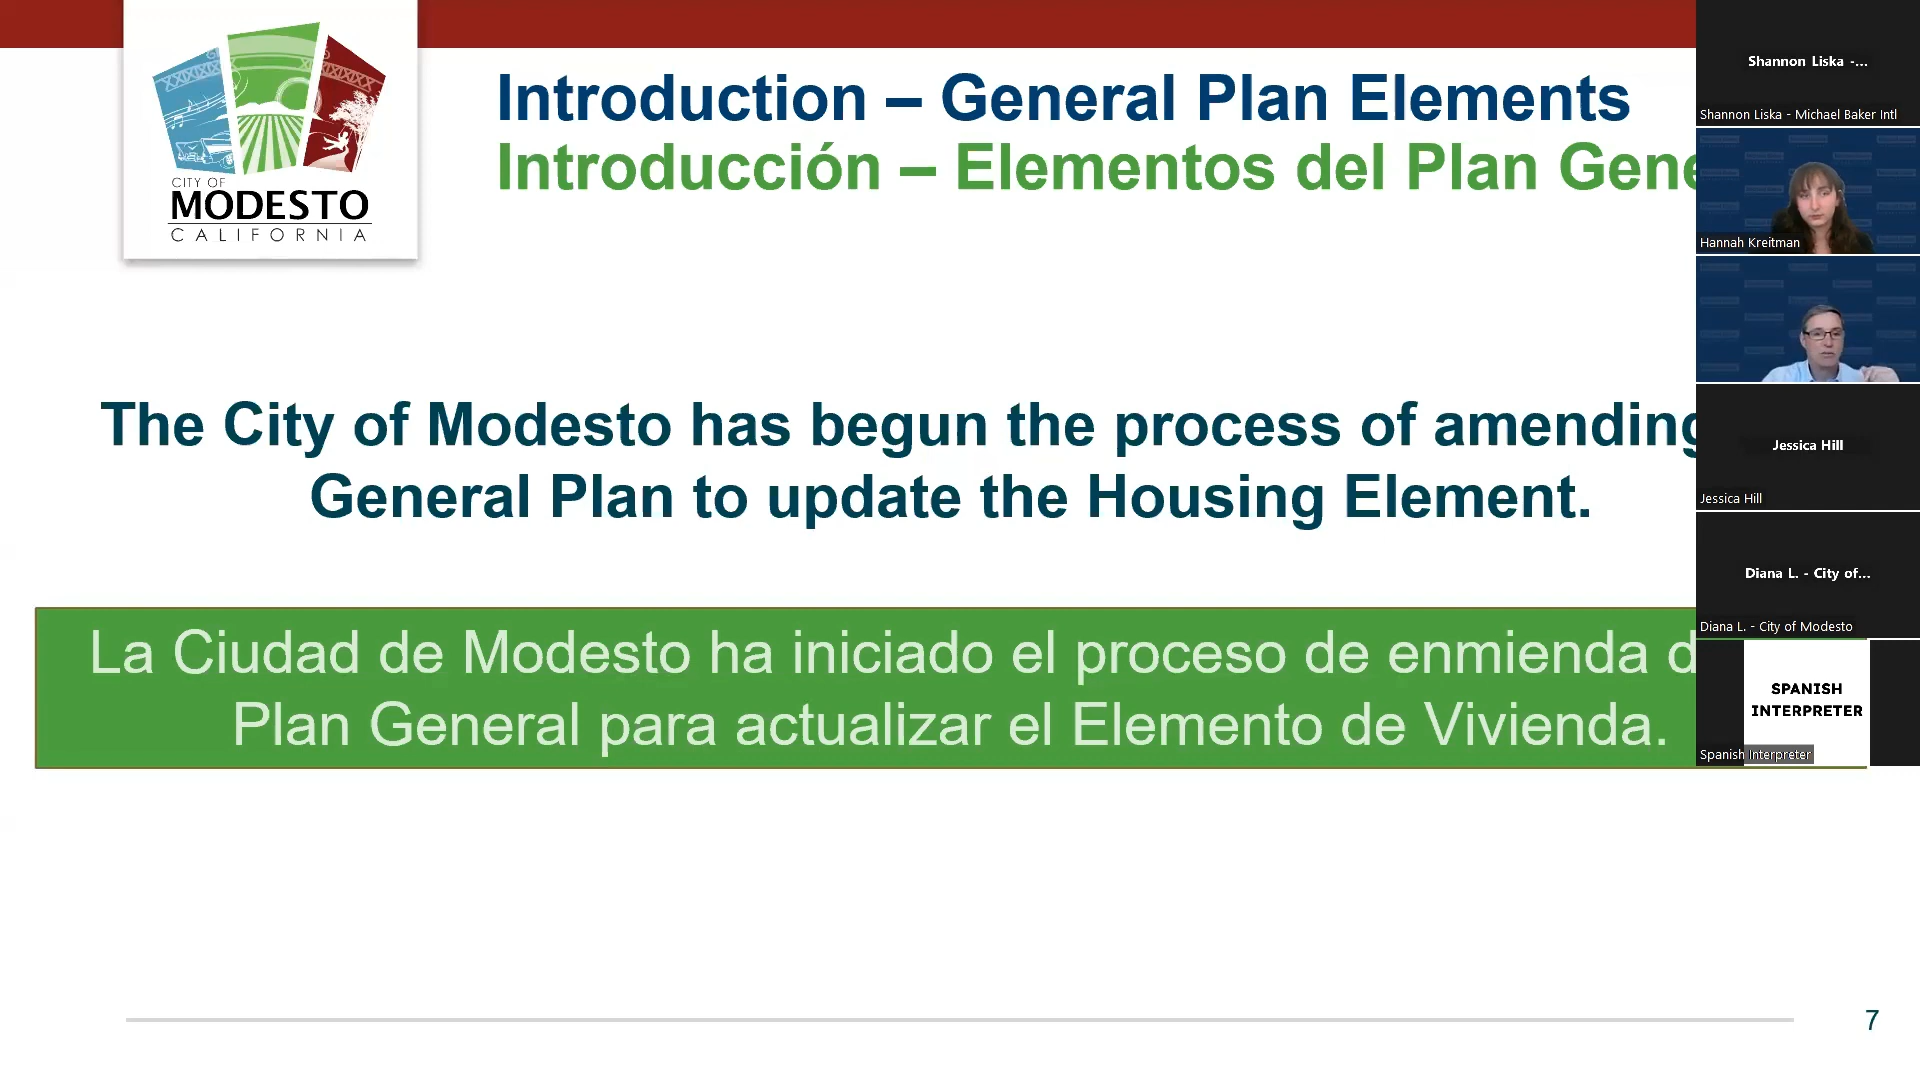 CITY OF
MODESTO
CALIFORNIA
Introduction – General Plan Elements
Introducción – Elementos del Plan Gene
The City of Modesto has begun the process of amending
General Plan to update the Housing Element.
La Ciudad de Modesto ha iniciado el proceso de enmienda d
Plan General para actualizar el Elemento de Vivienda.
7
Shannon Liska -...
Shannon Liska - Michael Baker Intl
Hannah Kreitman
Jessica Hill
Jessica Hill
Diana L. - City of...
Diana L. - City of Modesto
SPANISH
INTERPRETER
Spanish Interpreter